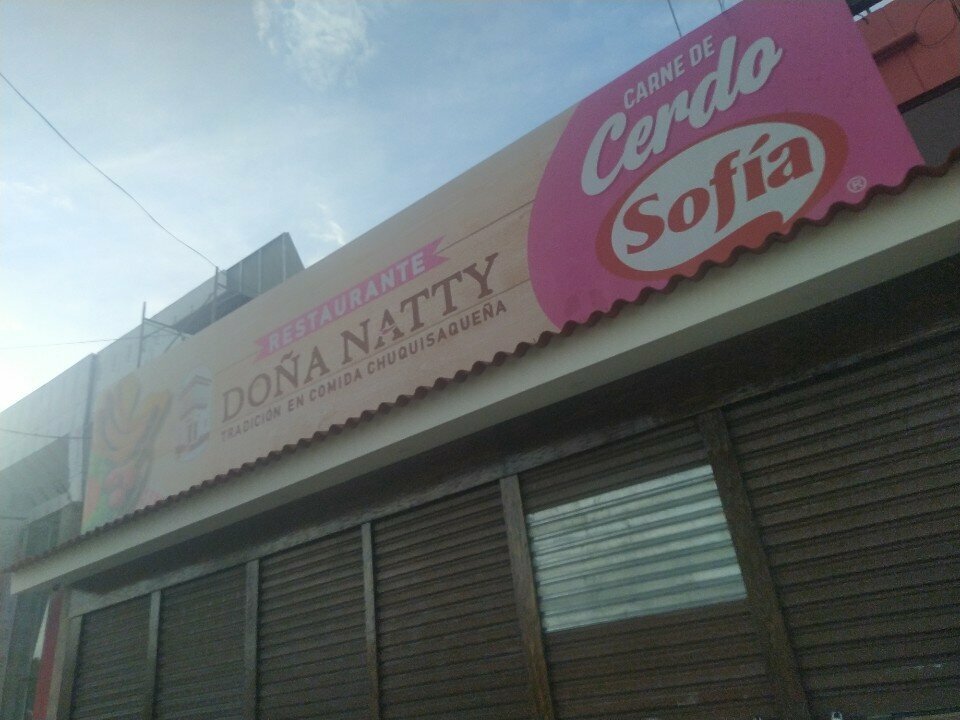 RESTAURANTE
DOÑA NATTY
TRADICIÓN EN COMIDA CHUQUISAQUEÑA
CARNE DE
Cerdo
Sofía
®